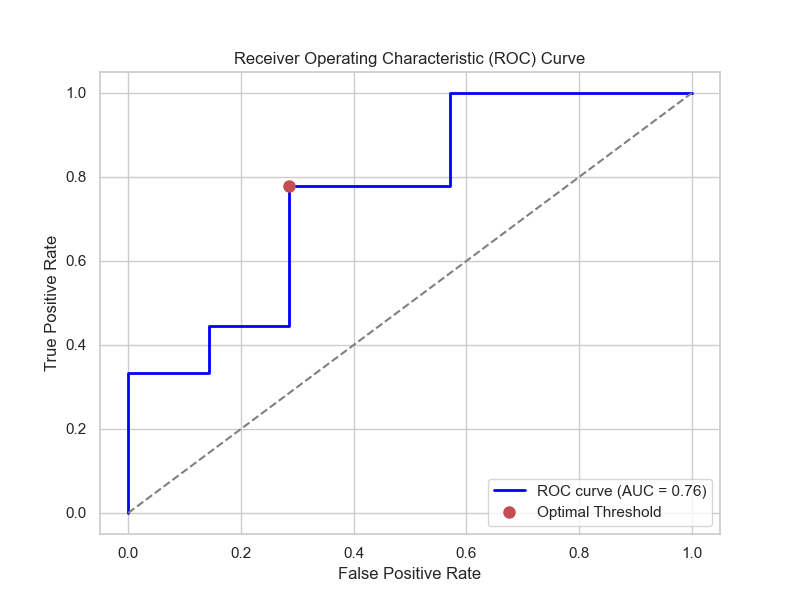 Receiver Operating Characteristic (ROC) Curve
True Positive Rate
1.0
0.8
0.6
0.4
0.2
0.0
ROC curve (AUC = 0.76)
Optimal Threshold
0.0 0.2 0.4 0.6 0.8 1.0
False Positive Rate